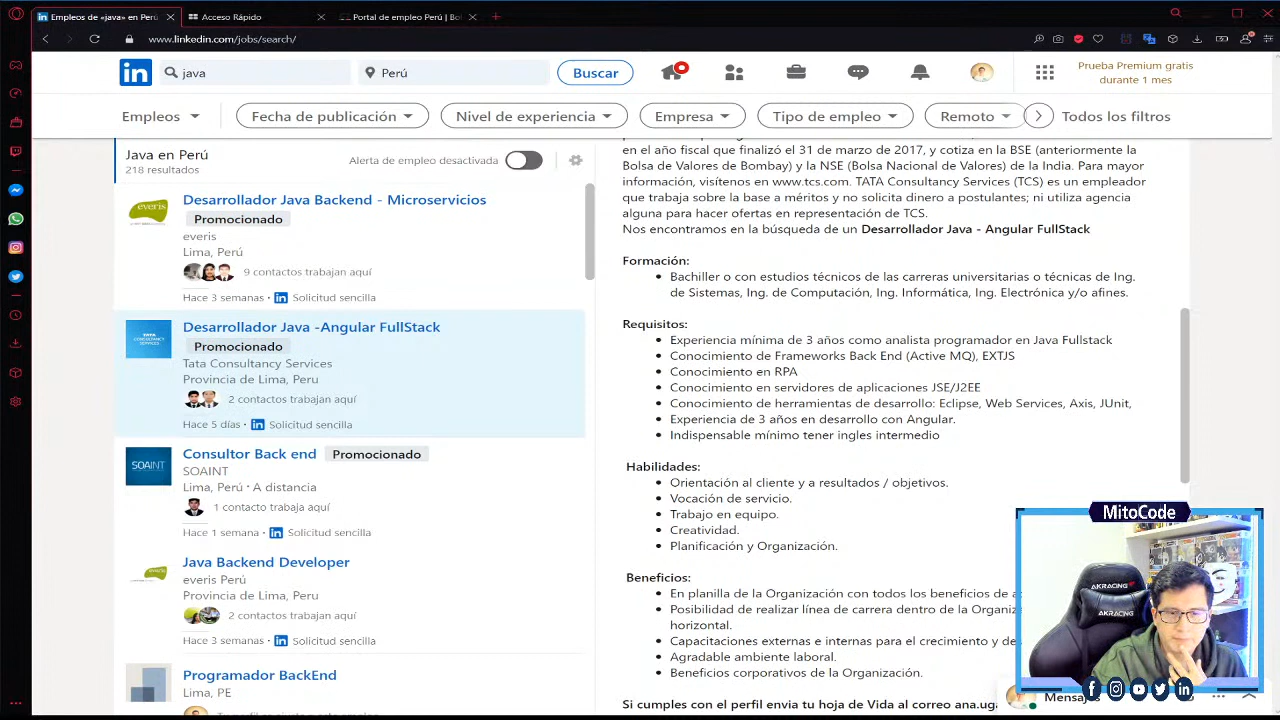 Empleos de «java» en Perú
Acceso Rápido
Portal de empleo Perú | Bol
www.linkedin.com/jobs/search/
in
java
Perú
Buscar
Prueba Premium gratis
durante 1 mes
Empleos
Fecha de publicación
Nivel de experiencia
Empresa
Tipo de empleo
Remoto
Todos los filtros
Java en Perú
218 resultados
Alerta de empleo desactivada
everis
Desarrollador Java Backend - Microservicios
Promocionado
everis
Lima, Perú
9 contactos trabajan aquí
Hace 3 semanas · in Solicitud sencilla
TATA
CONSULTANCY
SERVICES
Desarrollador Java -Angular FullStack
Promocionado
Tata Consultancy Services
Provincia de Lima, Peru
2 contactos trabajan aquí
Hace 5 días · in Solicitud sencilla
SOAINT
Consultor Back end Promocionado
SOAINT
Lima, Perú · A distancia
1 contacto trabaja aquí
Hace 1 semana · in Solicitud sencilla
Java Backend Developer
everis Perú
Provincia de Lima, Peru
2 contactos trabajan aquí
Hace 3 semanas · in Solicitud sencilla
Programador BackEnd
Lima, PE
en el año fiscal que finalizó el 31 de marzo de 2017, y cotiza en la BSE (anteriormente la
Bolsa de Valores de Bombay) y la NSE (Bolsa Nacional de Valores) de la India. Para mayor
información, visítenos en www.tcs.com. TATA Consultancy Services (TCS) es un empleador
que trabaja sobre la base a méritos y no solicita dinero a postulantes; ni utiliza agencia
alguna para hacer ofertas en representación de TCS.
Nos encontramos en la búsqueda de un Desarrollador Java - Angular FullStack
Formación:
• Bachiller o con estudios técnicos de las carreras universitarias o técnicas de Ing.
de Sistemas, Ing. de Computación, Ing. Informática, Ing. Electrónica y/o afines.
Requisitos:
• Experiencia mínima de 3 años como analista programador en Java Fullstack
• Conocimiento de Frameworks Back End (Active MQ), EXTJS
• Conocimiento en RPA
• Conocimiento en servidores de aplicaciones JSE/J2EE
• Conocimiento de herramientas de desarrollo: Eclipse, Web Services, Axis, JUnit,
• Experiencia de 3 años en desarrollo con Angular.
• Indispensable mínimo tener ingles intermedio
Habilidades:
• Orientación al cliente y a resultados / objetivos.
• Vocación de servicio.
• Trabajo en equipo.
• Creatividad.
• Planificación y Organización.
Beneficios:
• En planilla de la Organización con todos los beneficios de
• Posibilidad de realizar línea de carrera dentro de la Organiza
horizontal.
• Capacitaciones externas e internas para el crecimiento y de
• Agradable ambiente laboral.
• Beneficios corporativos de la Organización.
Si cumples con el perfil envia tu hoja de Vida al correo ana.uga
MitoCode
AKRACING
AKRACING
Mensajes